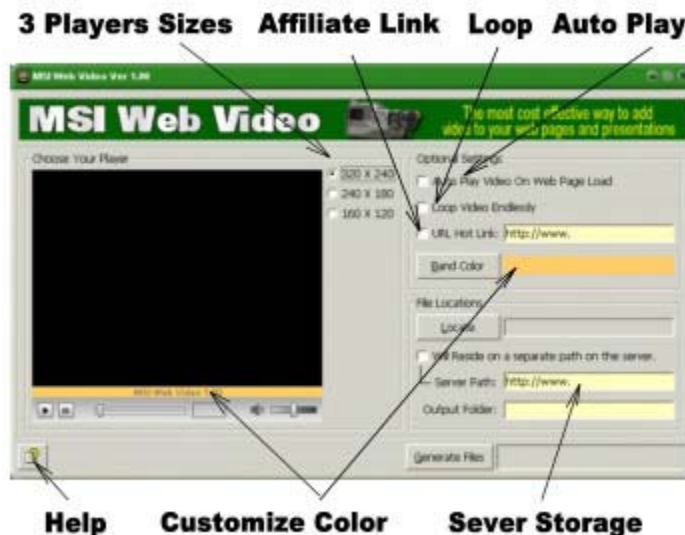 3 Players Sizes Affiliate Link Loop Auto Play
MSI Web Video Ver 1.00
MSI Web Video
The most cost effective way to add
video to your web pages and presentations
Choose Your Player
320 X 240
240 X 180
160 X 120
Optional Settings
Auto Play Video On Web Page Load
Loop Video Endlessly
URL Hot Link: http://www.
Band Color
File Locations
Locate
Will Reside on a separate path on the server.
Server Path: http://www.
Output Folder:
MSI Web Video
Generate Files
Help Customize Color Sever Storage